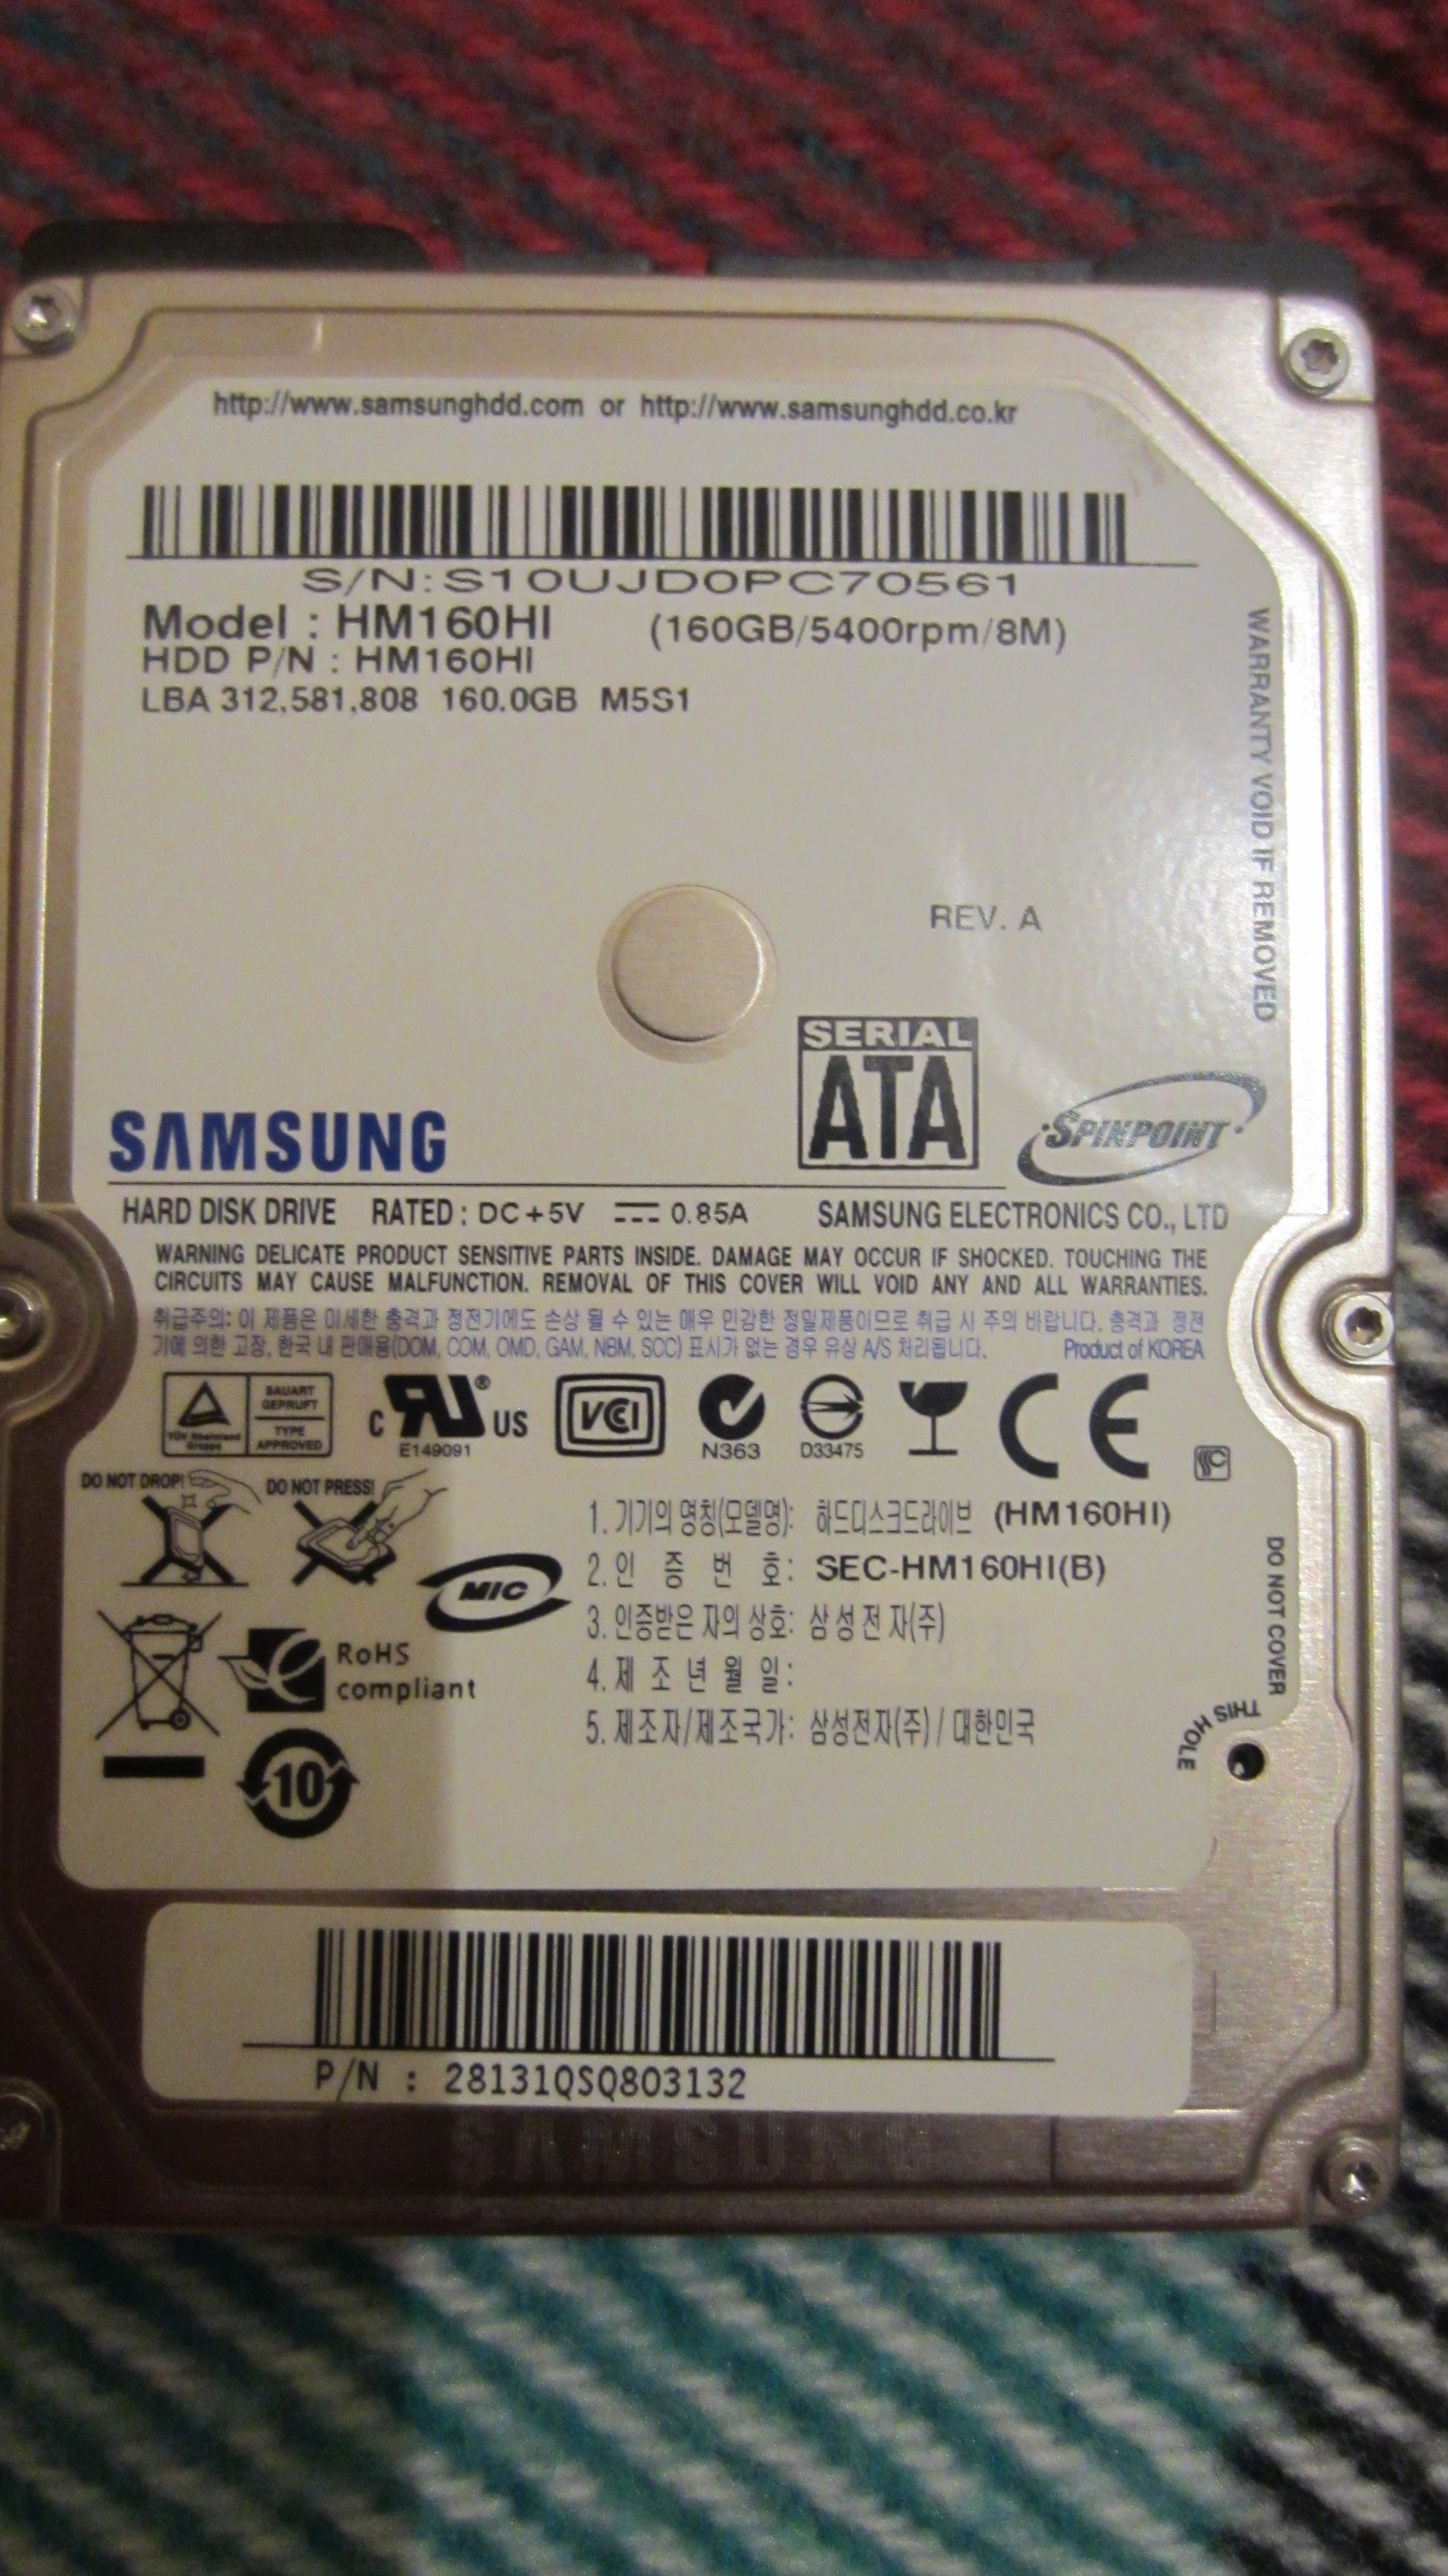 http://www.samsunghdd.com or http://www.samsunghdd.co.kr
S/N:S10UJD0PC70561
Model : HM160HI (160GB/5400rpm/8M)
HDD P/N : HM160HI
LBA 312,581,808 160.0GB M5S1
WARRANTY VOID IF REMOVED
REV. A
SERIAL
ATA
SAMSUNG
SPINPOINT
HARD DISK DRIVE RATED : DC+5V 0.85A SAMSUNG ELECTRONICS CO., LTD
WARNING DELICATE PRODUCT SENSITIVE PARTS INSIDE. DAMAGE MAY OCCUR IF SHOCKED. TOUCHING THE
CIRCUITS MAY CAUSE MALFUNCTION. REMOVAL OF THIS COVER WILL VOID ANY AND ALL WARRANTIES.
취급주의: 이 제품은 미세한 충격과 정전기에도 손상 될 수 있는 매우 민감한 정밀제품이므로 취급 시 주의 바랍니다. 충격과 정전
기에 의한 고장, 한국 내 판매용(DOM, COM, OMD, GAM, NBM, SCC) 표시가 없는 경우 유상 A/S 처리됩니다. Product of KOREA
TÜV Rheinland
Group
BAUART
GEPRUFT
TYPE
APPROVED
C US ®
E149091
VCI
N363
D33475
CE
DO NOT DROP!
DO NOT PRESS!
MIC
1. 기기의 명칭(모델명): 하드디스크드라이브 (HM160HI)
2. 인 증 번 호: SEC-HM160HI(B)
3. 인증받은 자의 상호: 삼성전자(주)
4. 제 조 년 월 일:
5. 제조자/제조국가: 삼성전자(주) / 대한민국
RoHS
compliant
10
DO NOT COVER
THIS HOLE
P/N : 28131QSQ803132
SAMSUNG